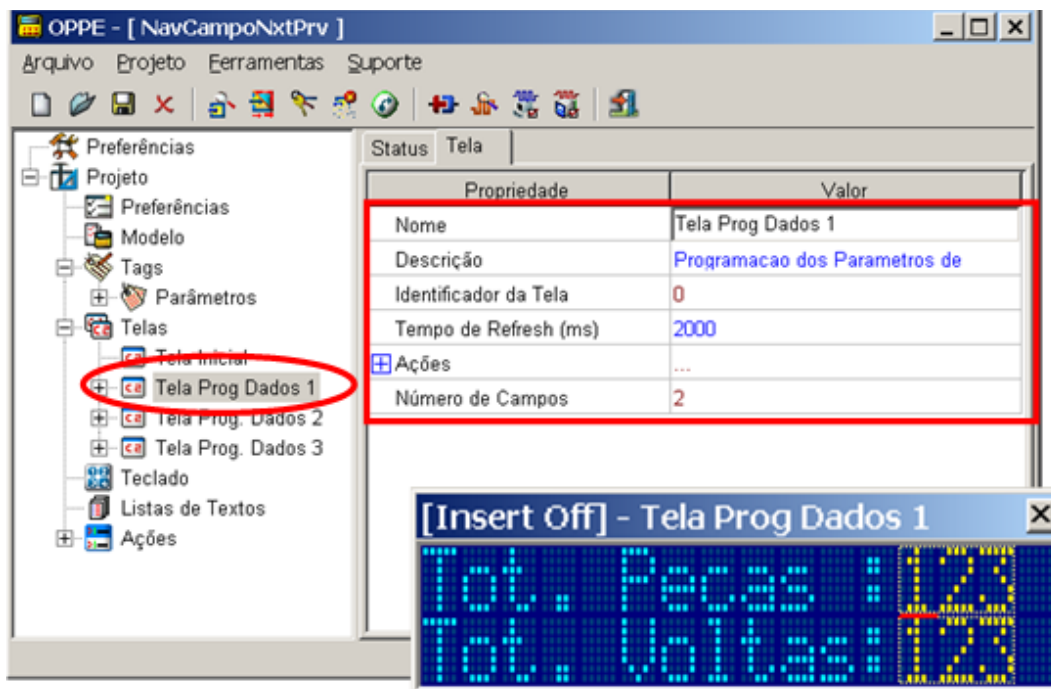 OPPE - [ NavCampoNxtPrv ]
Arquivo Projeto Ferramentas Suporte
Preferências
Projeto
Preferências
Modelo
Tags
Parâmetros
Telas
Tela Inicial
Tela Prog Dados 1
Tela Prog. Dados 2
Tela Prog. Dados 3
Teclado
Listas de Textos
Ações
Status Tela
Propriedade Valor
Nome Tela Prog Dados 1
Descrição Programacao dos Parametros de
Identificador da Tela 0
Tempo de Refresh (ms) 2000
Ações ...
Número de Campos 2
[Insert Off] - Tela Prog Dados 1
Tot. Pecas :123
Tot. Voltas:123